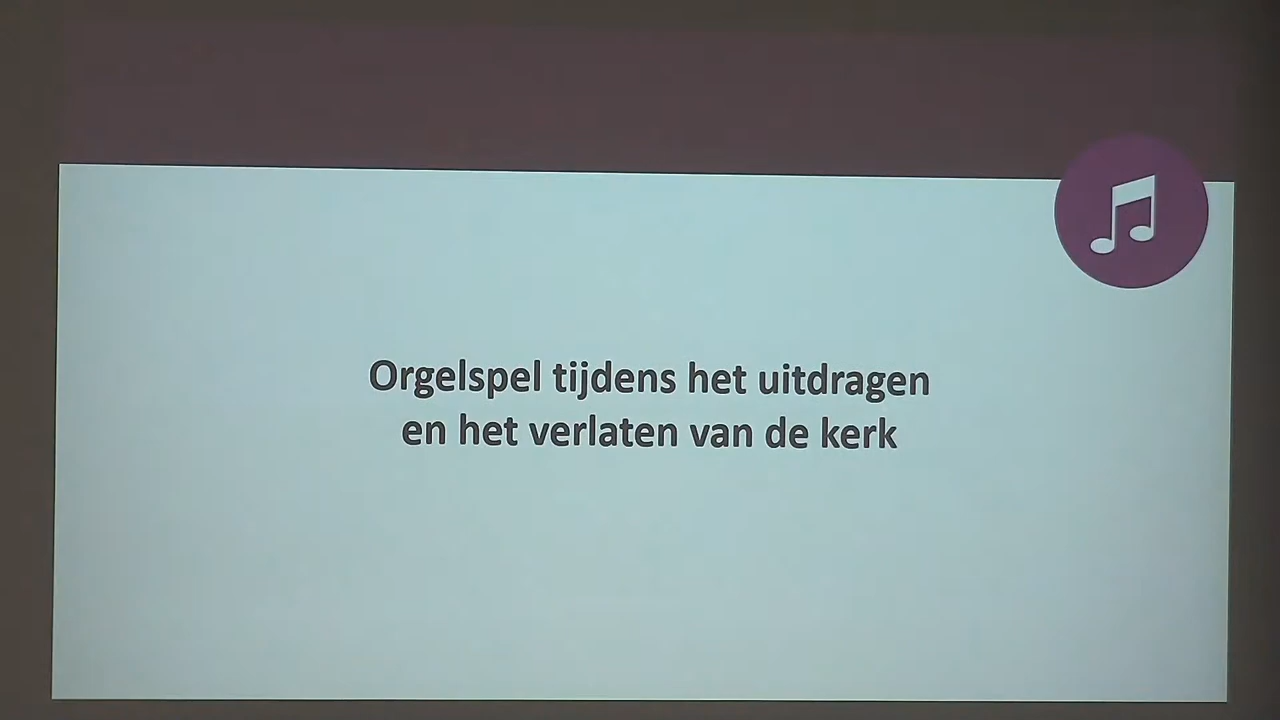 Orgelspel tijdens het uitdragen
en het verlaten van de kerk